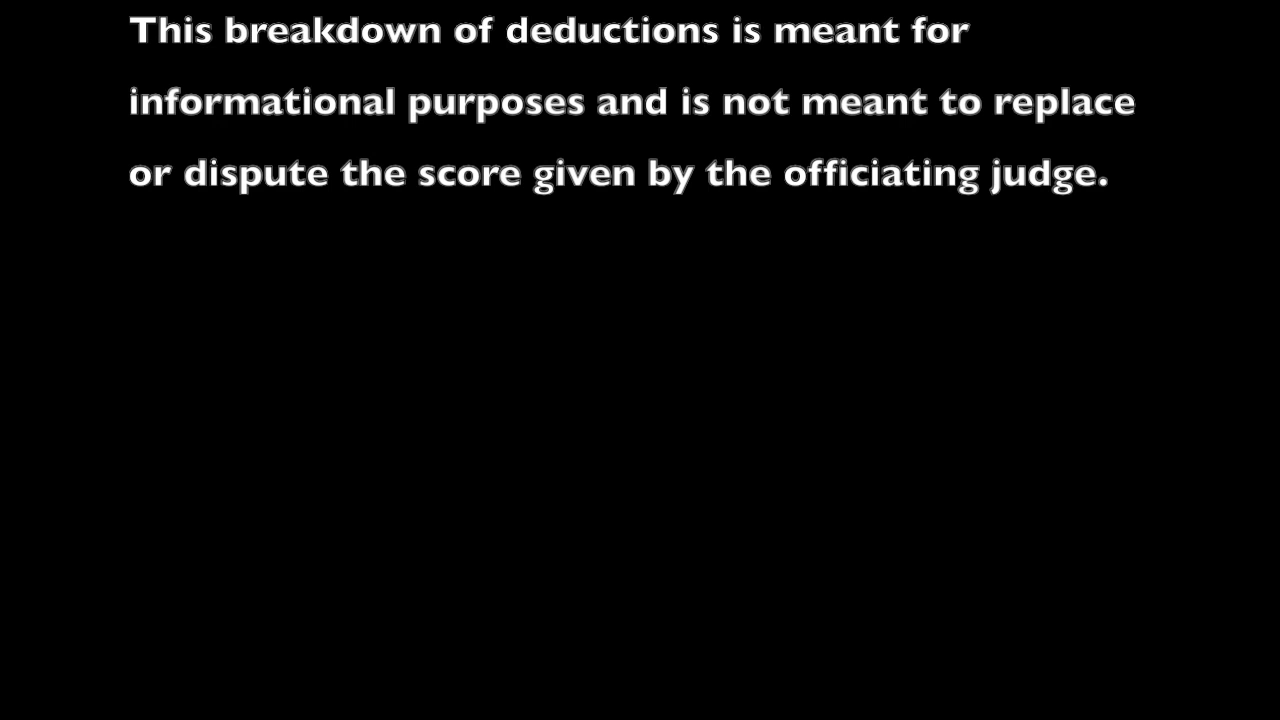 This breakdown of deductions is meant for
informational purposes and is not meant to replace
or dispute the score given by the officiating judge.